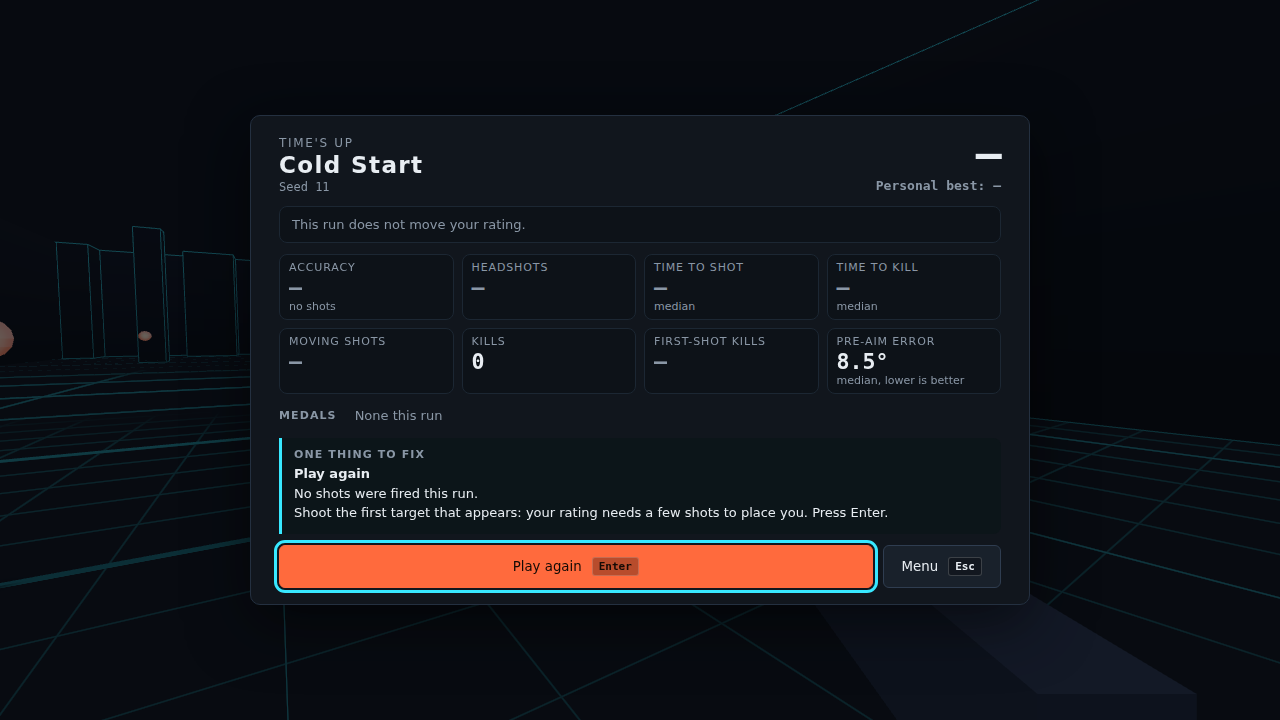 TIME'S UP
Cold Start
Seed 11
—
Personal best: —
This run does not move your rating.
ACCURACY
—
no shots
HEADSHOTS
—
TIME TO SHOT
—
median
TIME TO KILL
—
median
MOVING SHOTS
—
KILLS
0
FIRST-SHOT KILLS
—
PRE-AIM ERROR
8.5°
median, lower is better
MEDALS None this run
ONE THING TO FIX
Play again
No shots were fired this run.
Shoot the first target that appears: your rating needs a few shots to place you. Press Enter.
Play again Enter
Menu Esc